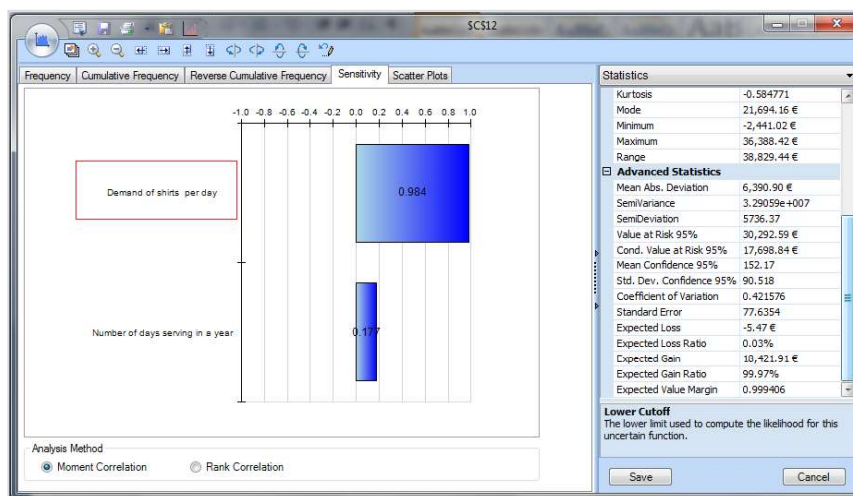 $C$12
Frequency Cumulative Frequency Reverse Cumulative Frequency Sensitivity Scatter Plots
-1.0 -0.8 -0.6 -0.4 -0.2 0.0 0.2 0.4 0.6 0.8 1.0
Demand of shirts per day
0.984
Number of days serving in a year
0.177
Analysis Method
Moment Correlation Rank Correlation
Statistics
Kurtosis -0.584771
Mode 21,694.16 €
Minimum -2,441.02 €
Maximum 36,388.42 €
Range 38,829.44 €
Advanced Statistics
Mean Abs. Deviation 6,390.90 €
SemiVariance 3.29059e+007
SemiDeviation 5736.37
Value at Risk 95% 30,292.59 €
Cond. Value at Risk 95% 17,698.84 €
Mean Confidence 95% 152.17
Std. Dev. Confidence 95% 90.518
Coefficient of Variation 0.421576
Standard Error 77.6354
Expected Loss -5.47 €
Expected Loss Ratio 0.03%
Expected Gain 18,421.91 €
Expected Gain Ratio 99.97%
Expected Value Margin 0.999406
Lower Cutoff
The lower limit used to compute the likelihood for this
uncertain function.
Save Cancel